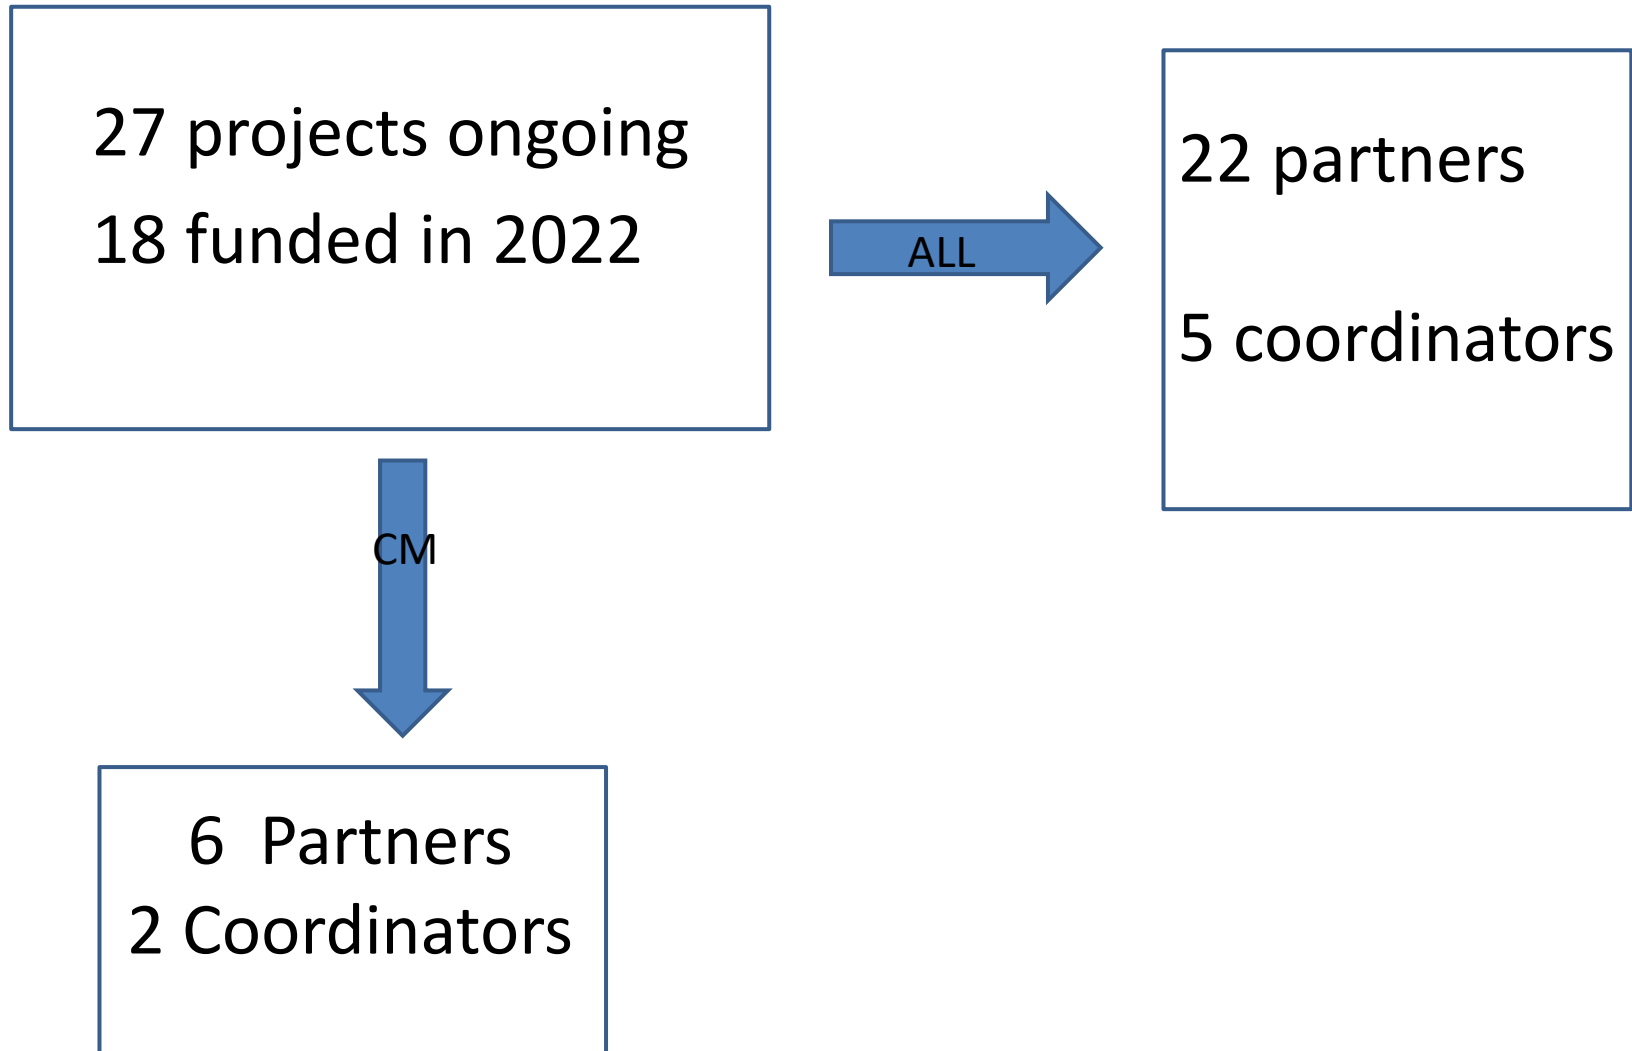 27 projects ongoing
18 funded in 2022
ALL
22 partners
5 coordinators
CM
6 Partners
2 Coordinators